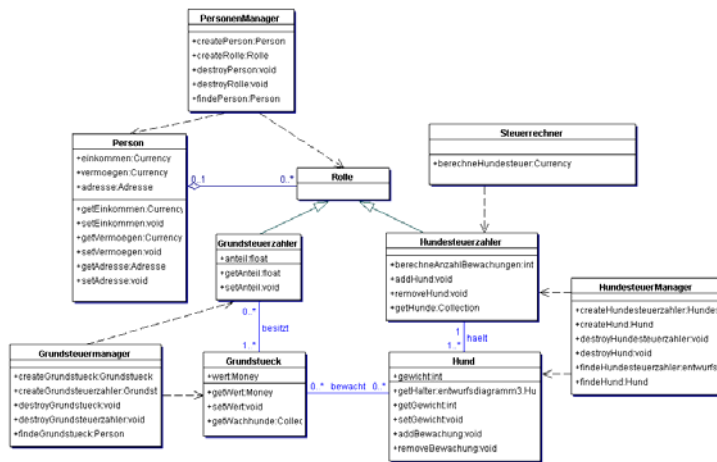 PersonenManager
+createPerson:Person
+createRolle:Rolle
+destroyPerson:void
+destroyRolle:void
+findePerson:Person
Person
+einkommen:Currency
+vermoegen:Currency
+adresse:Adresse
+getEinkommen:Currency
+setEinkommen:void
+getVermoegen:Currency
+setVermoegen:void
+getAdresse:Adresse
+setAdresse:void
0..1
0..*
Rolle
Steuerrechner
+berechneHundesteuer:Currency
Grundsteuerzahler
+anteil:float
+getAnteil:float
+setAnteil:void
Hundesteuerzahler
+berechneAnzahlBewachungen:int
+addHund:void
+removeHund:void
+getHunde:Collection
HundesteuerManager
+createHundesteuerzahler:Hundes
+createHund:Hund
+destroyHundesteuerzahler:void
+destroyHund:void
+findeHundesteuerzahler:entwurfs
+findeHund:Hund
0..*
besitzt
1..*
1
haelt
1..*
Grundsteuermanager
+createGrundstueck:Grundstueck
+createGrundsteuerzahler:Grundst
+destroyGrundstueck:void
+destroyGrundsteuerzahler:void
+findeGrundstueck:Person
Grundstueck
+wert:Money
+getWert:Money
+setWert:void
+getWachhunde:Collec
0..* bewacht 0..*
Hund
+gewicht:int
+getHalter:entwurfsdiagramm3.Hu
+getGewicht:int
+setGewicht:void
+addBewachung:void
+removeBewachung:void